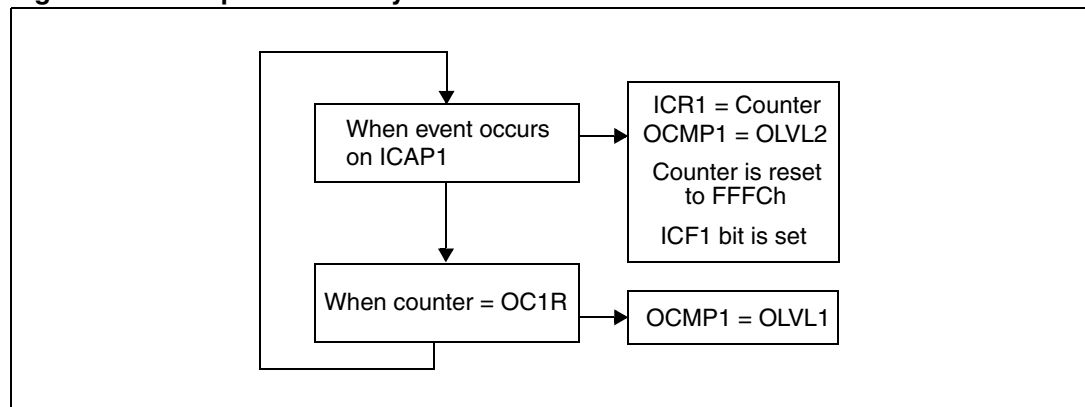 When event occurs
on ICAP1
ICR1 = Counter
OCMP1 = OLVL2
Counter is reset
to FFFCh
ICF1 bit is set
When counter = OC1R
OCMP1 = OLVL1